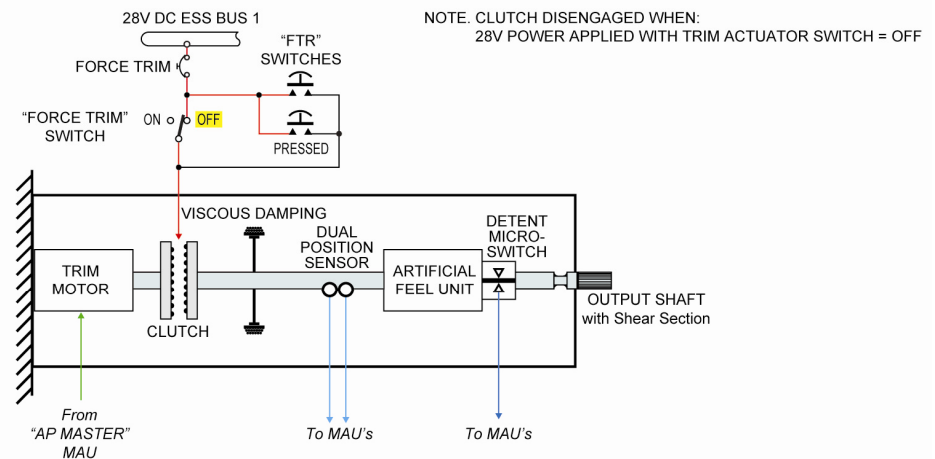 28V DC ESS BUS 1
NOTE. CLUTCH DISENGAGED WHEN:
28V POWER APPLIED WITH TRIM ACTUATOR SWITCH = OFF
"FTR"
SWITCHES
FORCE TRIM
"FORCE TRIM"
SWITCH
ON
OFF
PRESSED
VISCOUS DAMPING
DUAL
POSITION
SENSOR
DETENT
MICRO-
SWITCH
TRIM
MOTOR
CLUTCH
ARTIFICIAL
FEEL UNIT
OUTPUT SHAFT
with Shear Section
From
"AP MASTER"
MAU
To MAU's
To MAU's